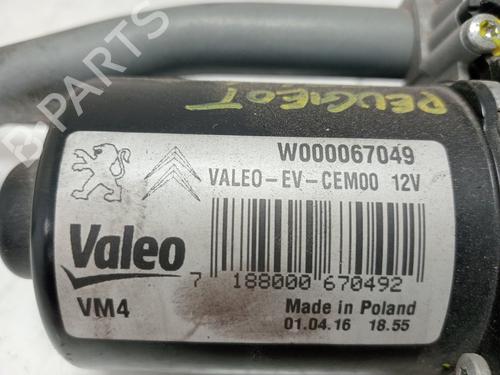 B-PARTS
PEUGEOT
W000067049
VALEO-EV-CEM00 12V
Valeo
7 188000 670492
VM4
Made in Poland
01.04.16 18.55